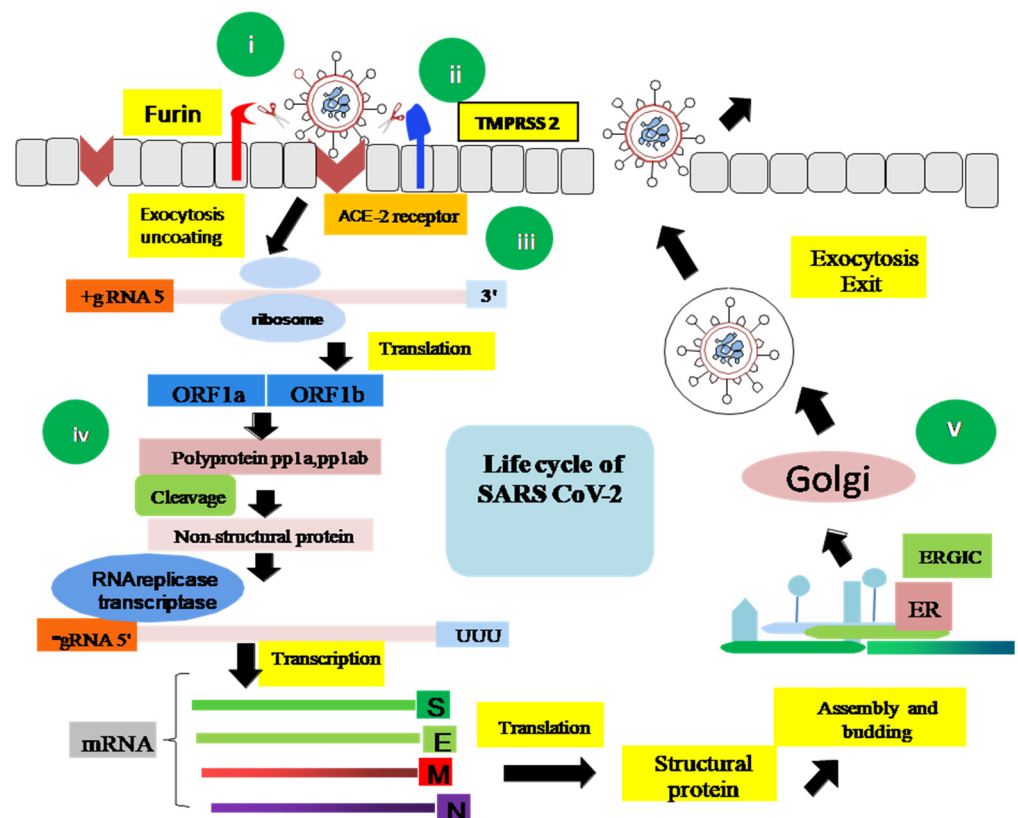 i
ii
Furin
TMPRSS 2
Exocytosis
uncoating
ACE-2 receptor
iii
+gRNA 5
3'
ribosome
Translation
Exocytosis
Exit
ORF1a
ORF1b
iv
Polyprotein pp1a,pp1ab
Cleavage
Non-structural protein
Life cycle of
SARS CoV-2
v
Golgi
RNAreplicase
transcriptase
ERGIC
ER
-gRNA 5'
UUU
Transcription
mRNA
S
E
M
N
Translation
Structural
protein
Assembly and
budding